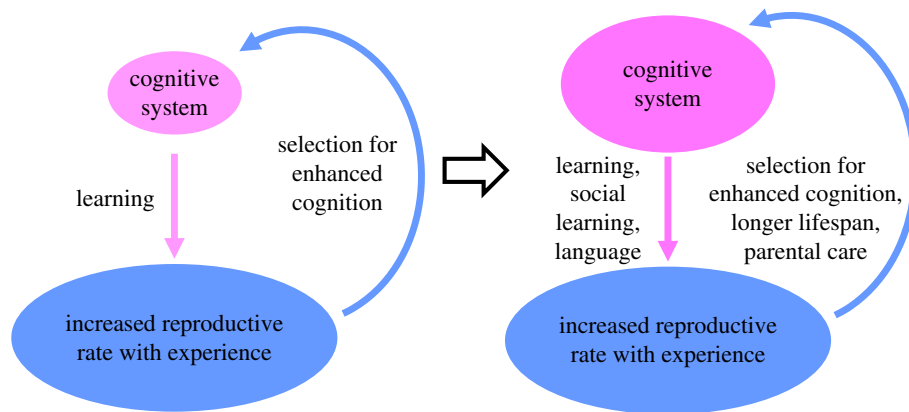 cognitive
system
learning
selection for
enhanced
cognition
increased reproductive
rate with experience
cognitive
system
learning,
social
learning,
language
selection for
enhanced cognition,
longer lifespan,
parental care
increased reproductive
rate with experience